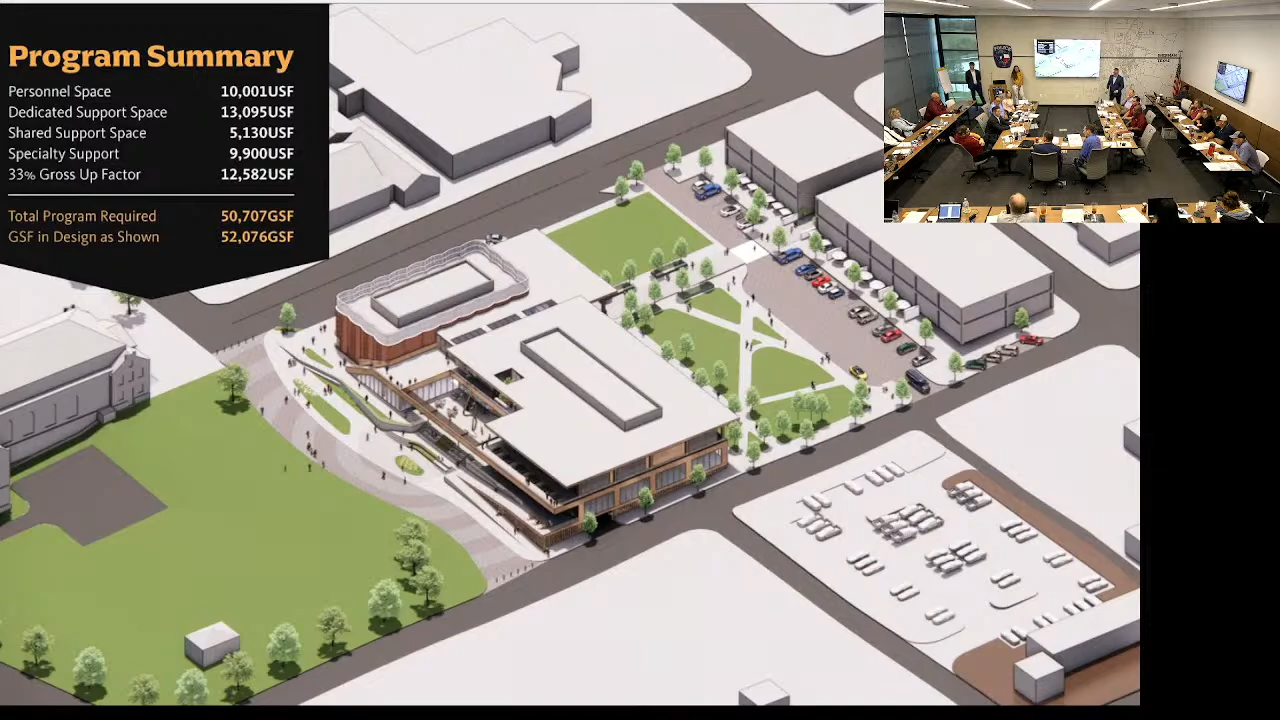 Program Summary
Personnel Space 10,001USF
Dedicated Support Space 13,095USF
Shared Support Space 5,130USF
Specialty Support 9,900USF
33% Gross Up Factor 12,582USF
Total Program Required 50,707GSF
GSF in Design as Shown 52,076GSF